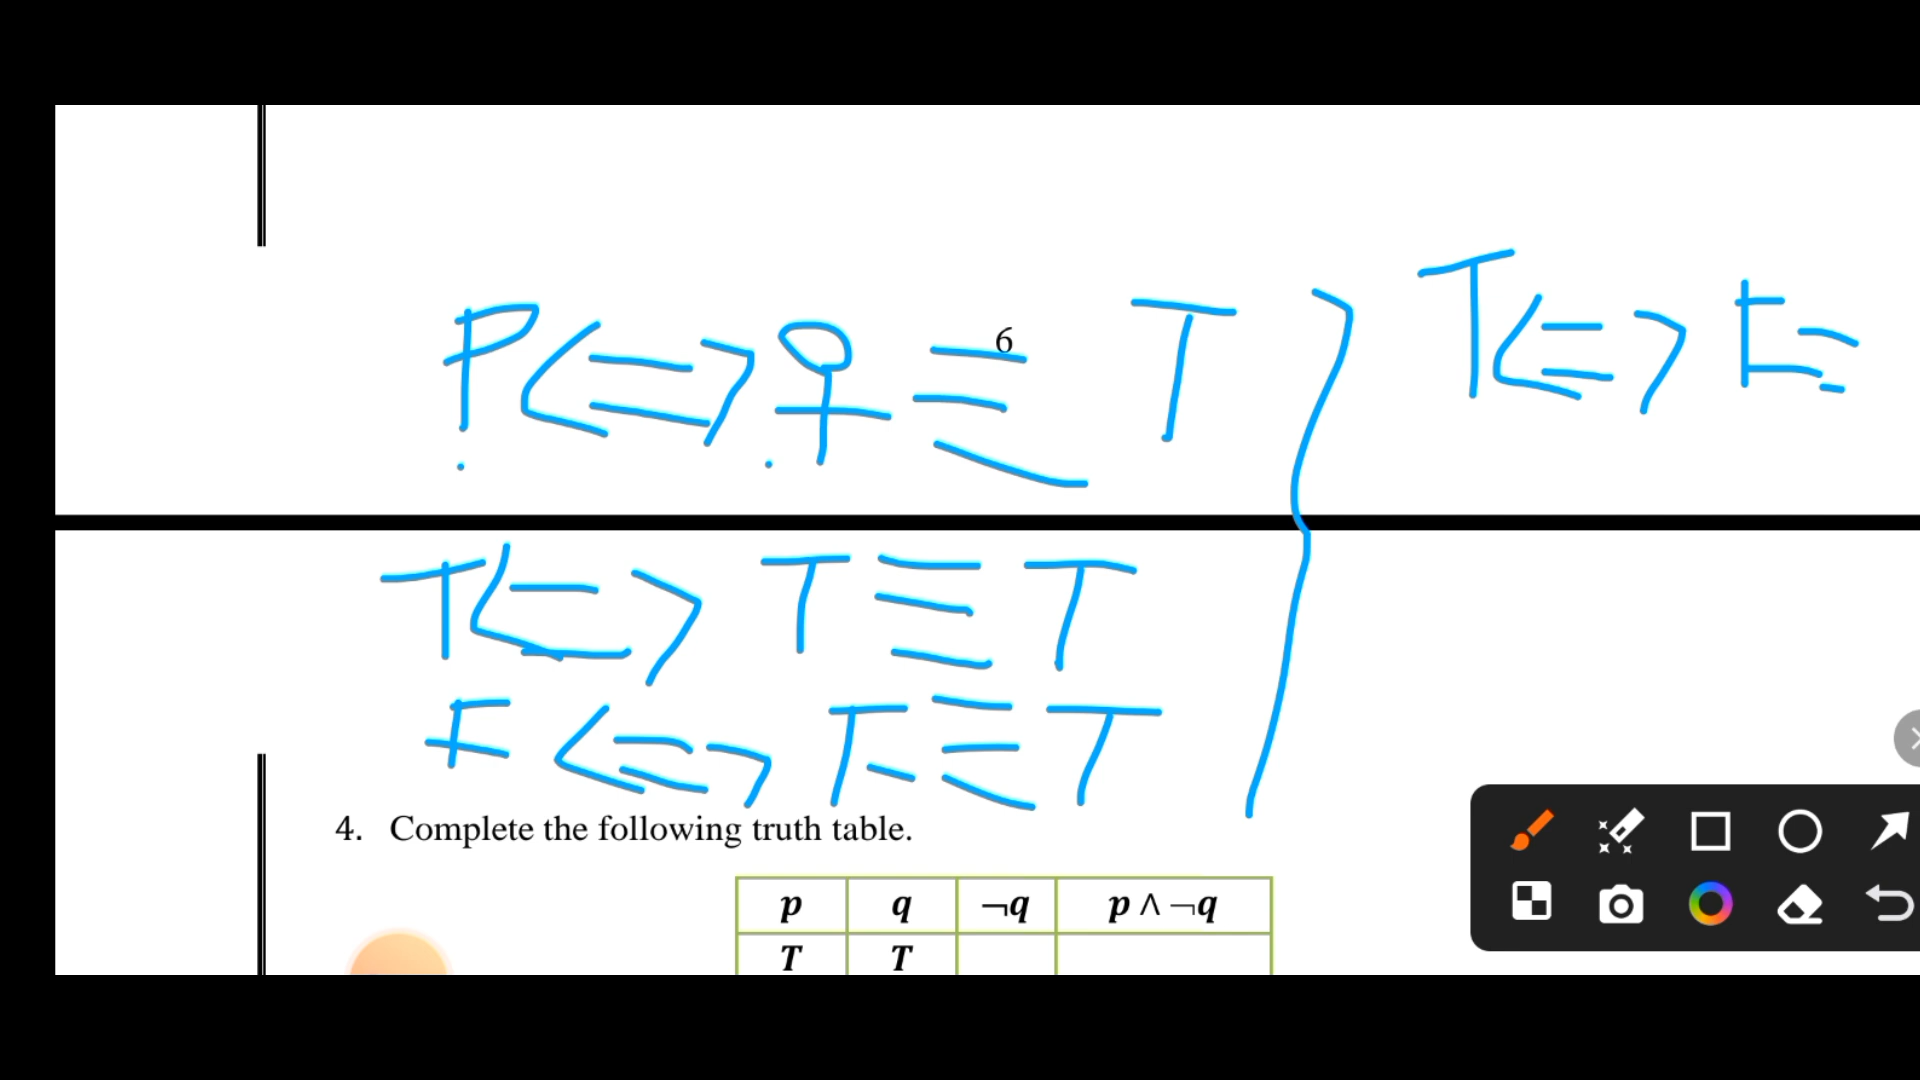 6
P <=> q ≡ T
T <=> T ≡ T
F <=> F ≡ T
T <=>
4. Complete the following truth table.
p q ¬q p ∧ ¬q
T T